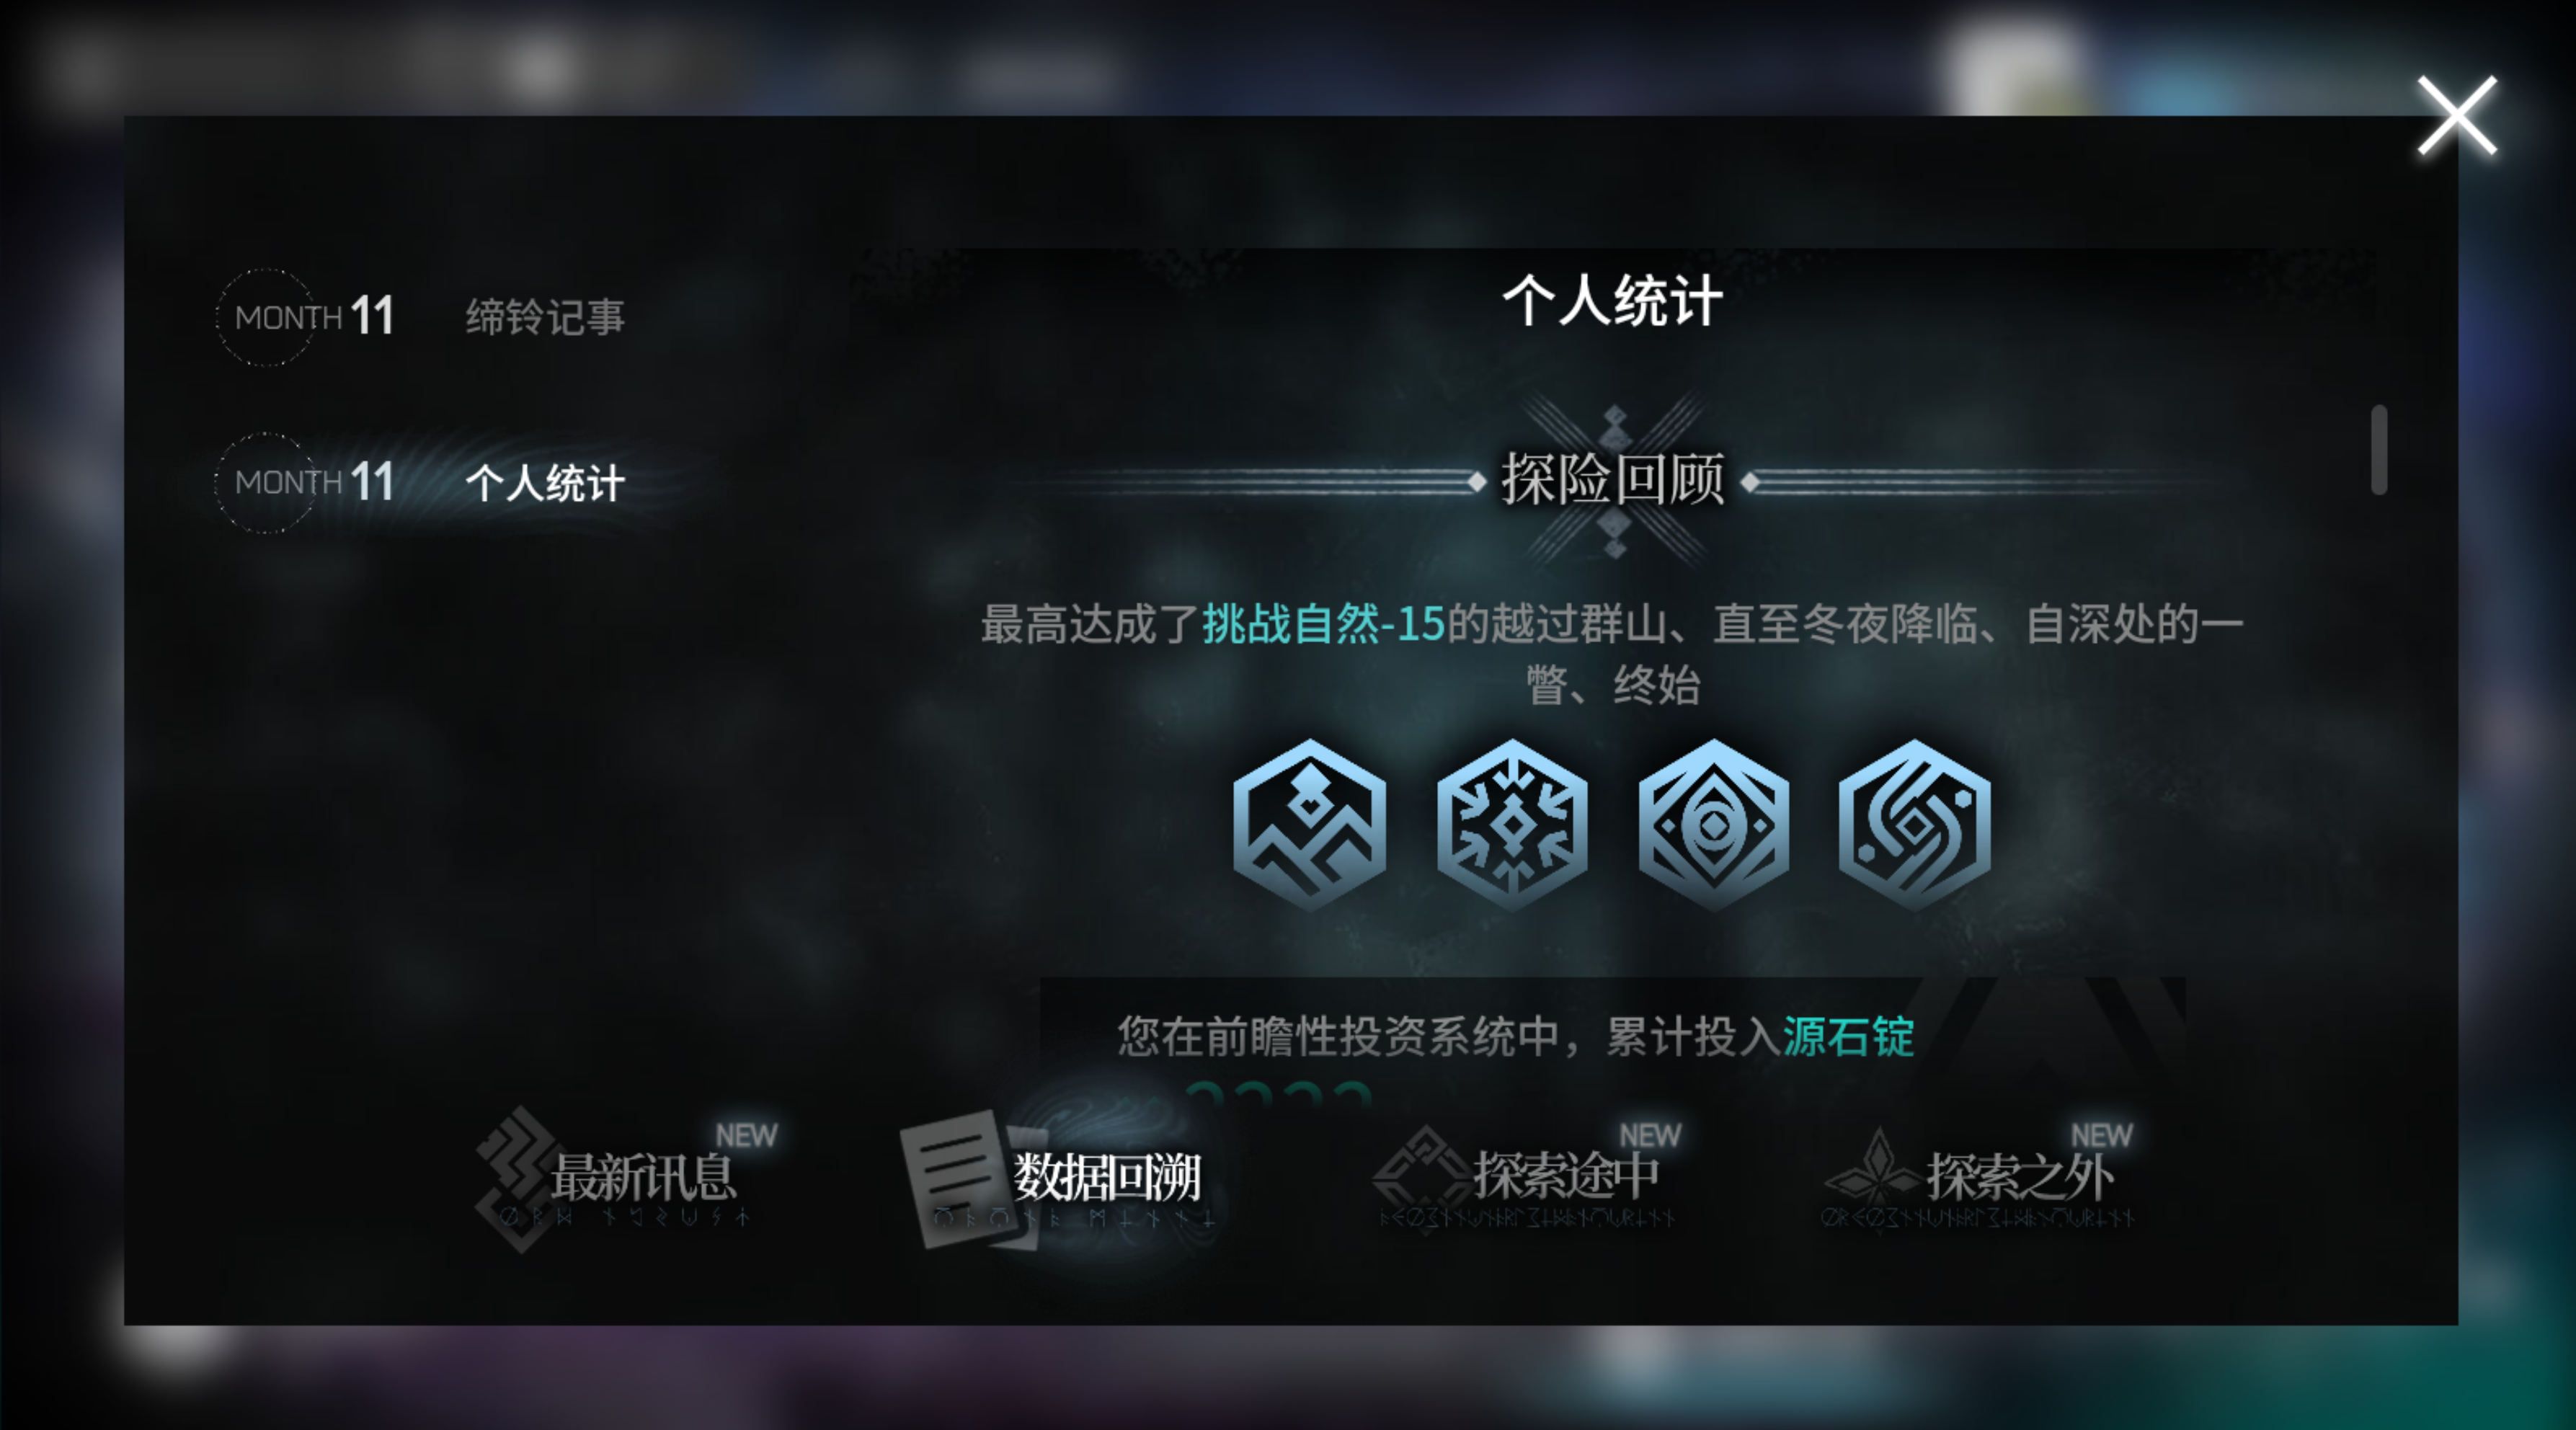 MONTH 11 缔铃记事
MONTH 11 个人统计
个人统计
探险回顾
最高达成了挑战自然-15的越过群山、直至冬夜降临、自深处的一
瞥、终始
您在前瞻性投资系统中，累计投入源石锭
NEW
最新讯息
数据回溯
NEW
探索途中
NEW
探索之外